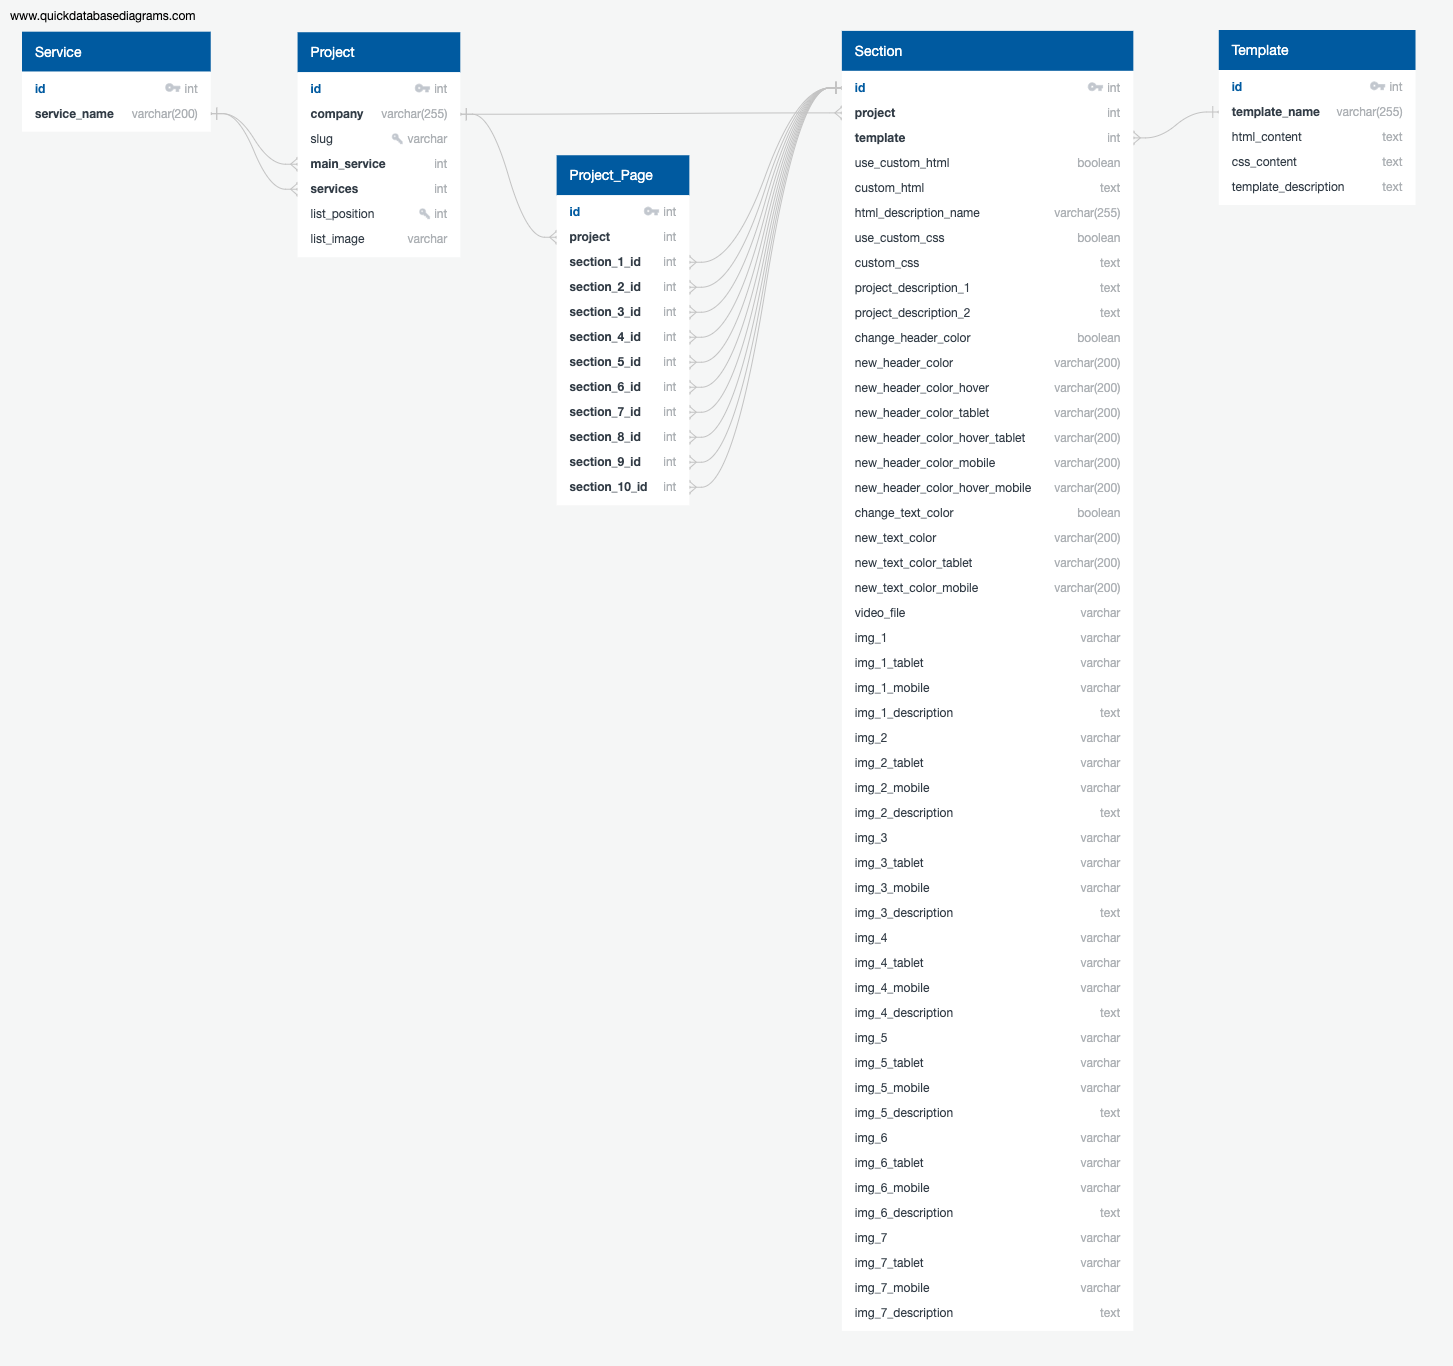 www.quickdatabasediagrams.com
Service
id int
service_name varchar(200)
Project
id int
company varchar(255)
slug varchar
main_service int
services int
list_position int
list_image varchar
Project_Page
id int
project int
section_1_id int
section_2_id int
section_3_id int
section_4_id int
section_5_id int
section_6_id int
section_7_id int
section_8_id int
section_9_id int
section_10_id int
Section
id int
project int
template int
use_custom_html boolean
custom_html text
html_description_name varchar(255)
use_custom_css boolean
custom_css text
project_description_1 text
project_description_2 text
change_header_color boolean
new_header_color varchar(200)
new_header_color_hover varchar(200)
new_header_color_tablet varchar(200)
new_header_color_hover_tablet varchar(200)
new_header_color_mobile varchar(200)
new_header_color_hover_mobile varchar(200)
change_text_color boolean
new_text_color varchar(200)
new_text_color_tablet varchar(200)
new_text_color_mobile varchar(200)
video_file varchar
img_1 varchar
img_1_tablet varchar
img_1_mobile varchar
img_1_description text
img_2 varchar
img_2_tablet varchar
img_2_mobile varchar
img_2_description text
img_3 varchar
img_3_tablet varchar
img_3_mobile varchar
img_3_description text
img_4 varchar
img_4_tablet varchar
img_4_mobile varchar
img_4_description text
img_5 varchar
img_5_tablet varchar
img_5_mobile varchar
img_5_description text
img_6 varchar
img_6_tablet varchar
img_6_mobile varchar
img_6_description text
img_7 varchar
img_7_tablet varchar
img_7_mobile varchar
img_7_description text
Template
id int
template_name varchar(255)
html_content text
css_content text
template_description text